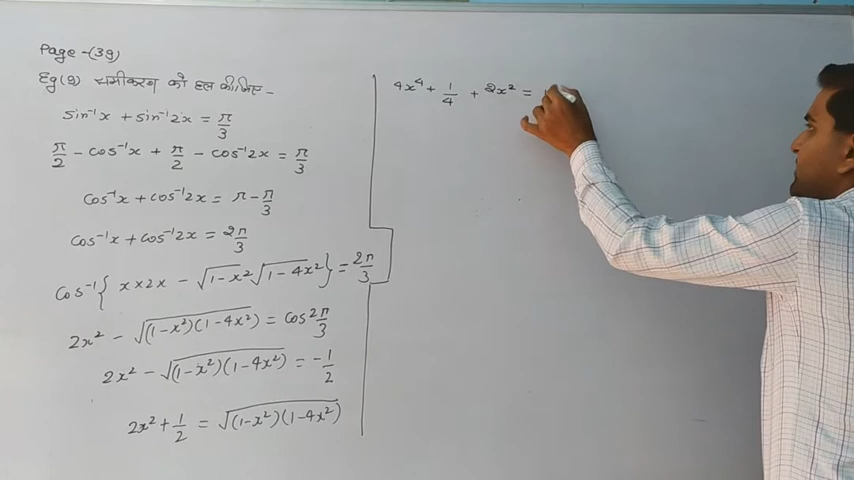 Page-(39)
Eg(9) समीकरण को हल कीजिए-
sin⁻¹x + sin⁻¹2x = π/3
π/2 - cos⁻¹x + π/2 - cos⁻¹2x = π/3
cos⁻¹x + cos⁻¹2x = π - π/3
cos⁻¹x + cos⁻¹2x = 2π/3
cos⁻¹{x×2x - √(1-x²) √(1-4x²)} = 2π/3
2x² - √((1-x²)(1-4x²)) = cos 2π/3
2x² - √((1-x²)(1-4x²)) = -1/2
2x² + 1/2 = √((1-x²)(1-4x²))
4x⁴ + 1/4 + 2x² =